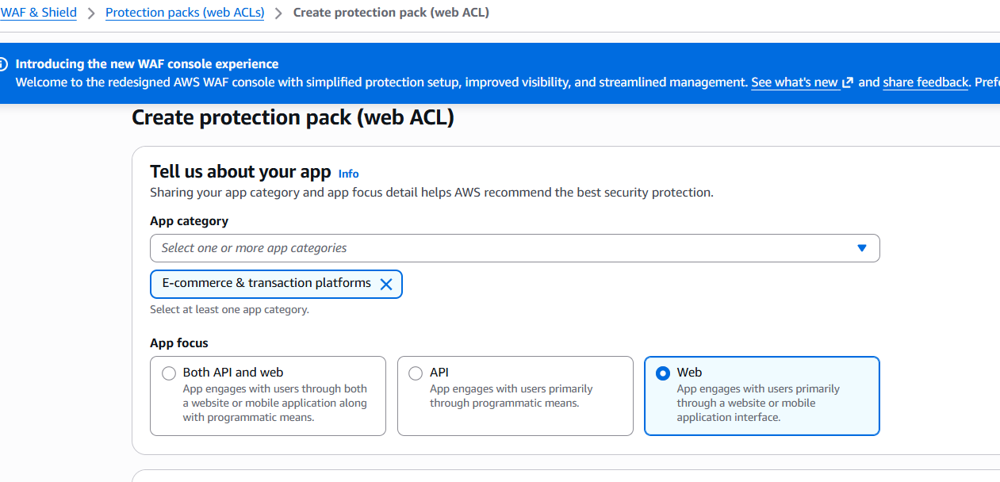 WAF & Shield > Protection packs (web ACLs) > Create protection pack (web ACL)
Introducing the new WAF console experience
Welcome to the redesigned AWS WAF console with simplified protection setup, improved visibility, and streamlined management. See what's new and share feedback. Pref
Create protection pack (web ACL)
Tell us about your app Info
Sharing your app category and app focus detail helps AWS recommend the best security protection.
App category
Select one or more app categories
E-commerce & transaction platforms
Select at least one app category.
App focus
Both API and web
App engages with users through both
a website or mobile application along
with programmatic means.
API
App engages with users primarily
through programmatic means.
Web
App engages with users primarily
through a website or mobile
application interface.